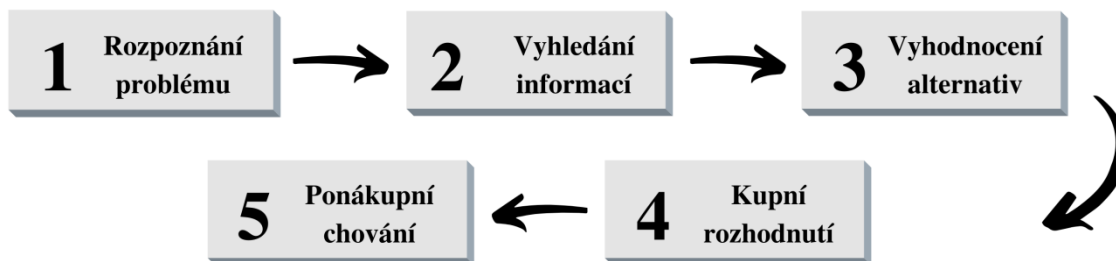 1 Rozpoznání
problému
2 Vyhledání
informací
3 Vyhodnocení
alternativ
4 Kupní
rozhodnutí
5 Ponákupní
chování